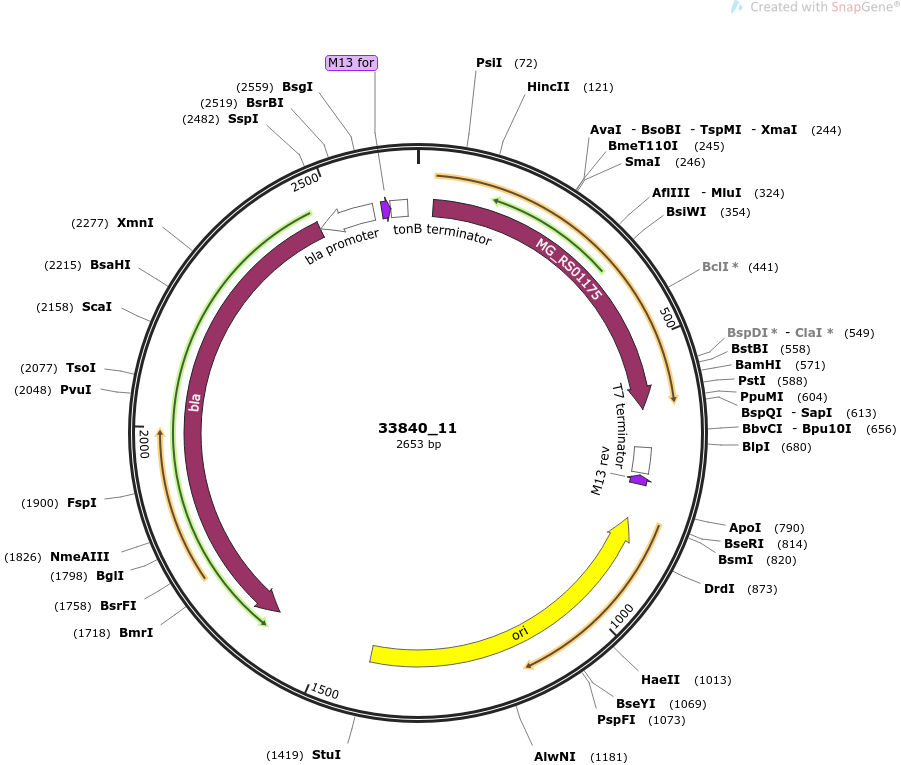 Created with SnapGene®
M13 for
PsiI (72)
HincII (121)
AvaI - BsoBI - TspMI - XmaI (244)
BmeT110I (245)
SmaI (246)
AflIII - MluI (324)
BsiWI (354)
BclI * (441)
500
BspDI * - ClaI * (549)
BstBI (558)
BamHI (571)
PstI (588)
PpuMI (604)
BspQI - SapI (613)
BbvCI - Bpu10I (656)
BlpI (680)
ApoI (790)
BseRI (814)
BsmI (820)
DrdI (873)
1000
HaeII (1013)
BseYI (1069)
PspFI (1073)
AlwNI (1181)
(1419) StuI
1500
(1718) BmrI
(1758) BsrFI
(1798) BglI
(1826) NmeAIII
(1900) FspI
2000
(2048) PvuI
(2077) TsoI
(2158) ScaI
(2215) BsaHI
(2277) XmnI
2500
(2482) SspI
(2519) BsrBI
(2559) BsgI
bla promoter
tonB terminator
MG_RS01175
T7 terminator
M13 rev
ori
bla
33840_11
2653 bp